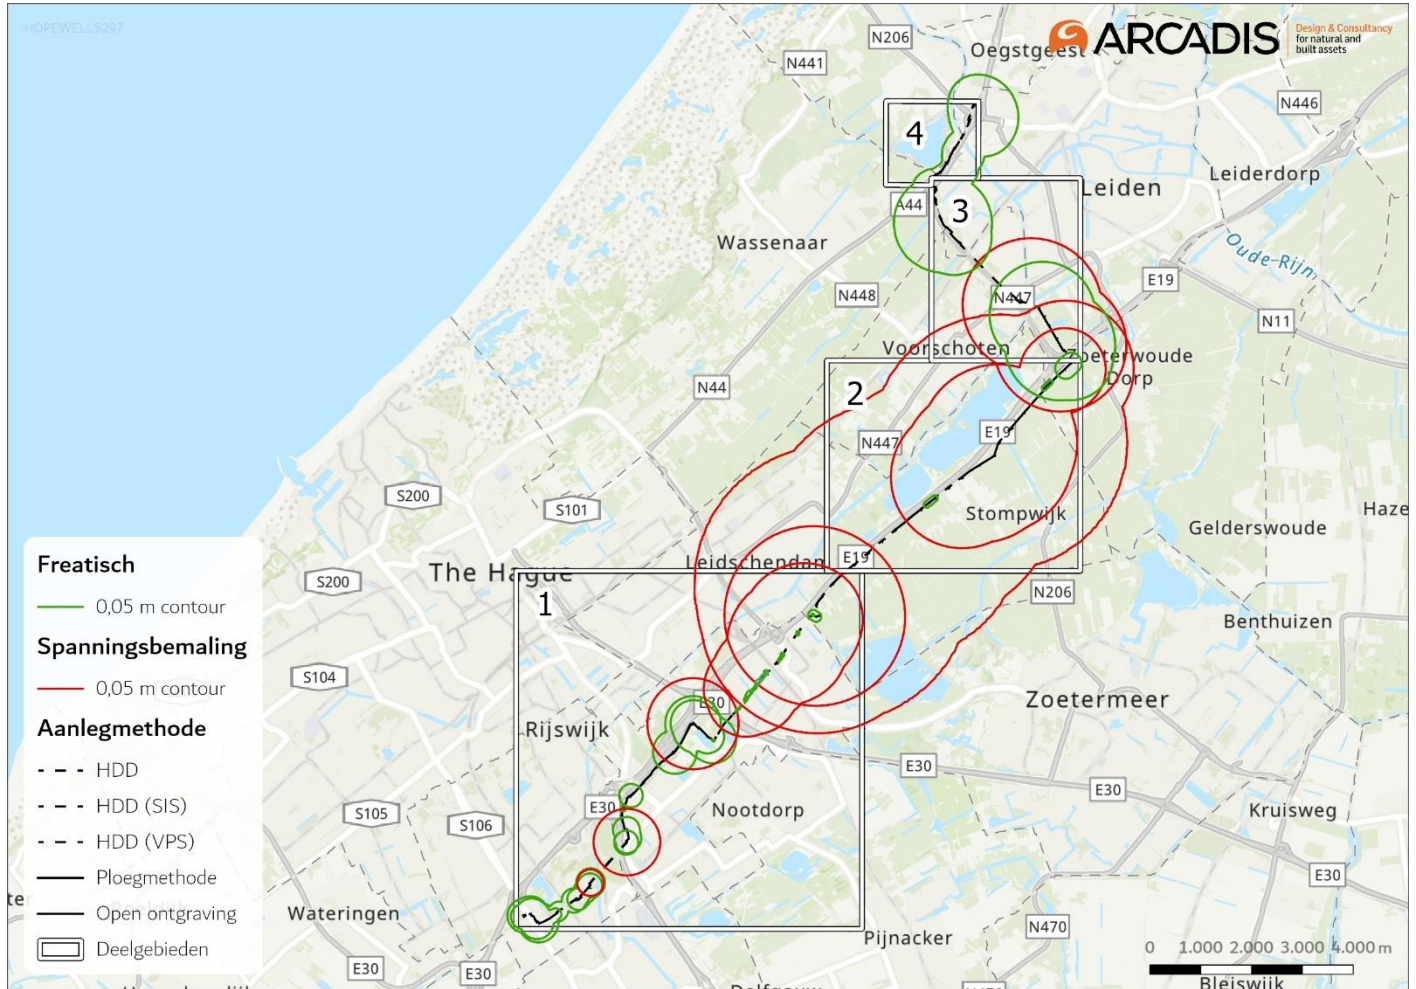 HOPEWELL5297
N206
Oegstgeest
ARCADIS
Design & Consultancy
for natural and
built assets
N441
N446
4
Leiderdorp
Leiden
A44
3
Wassenaar
Oude Rijn
E19
N448
N447
N11
Voorschoten
Zoeterwoude
Dorp
N44
2
N447
E19
S200
S101
Stompwijk
Gelderswoude
Haze
Leidschendam
E19
The Hague
S200
1
N206
Benthuizen
S104
E30
Zoetermeer
Rijswijk
E30
E30
S105
S106
E30
Nootdorp
Kruisweg
E30
Wateringen
Pijnacker
N470
E30
E30
Bleiswijk
Freatisch
0,05 m contour
Spanningsbemaling
0,05 m contour
Aanlegmethode
HDD
HDD (SIS)
HDD (VPS)
Ploegmethode
Open ontgraving
Deelgebieden
0 1.000 2.000 3.000 4.000 m